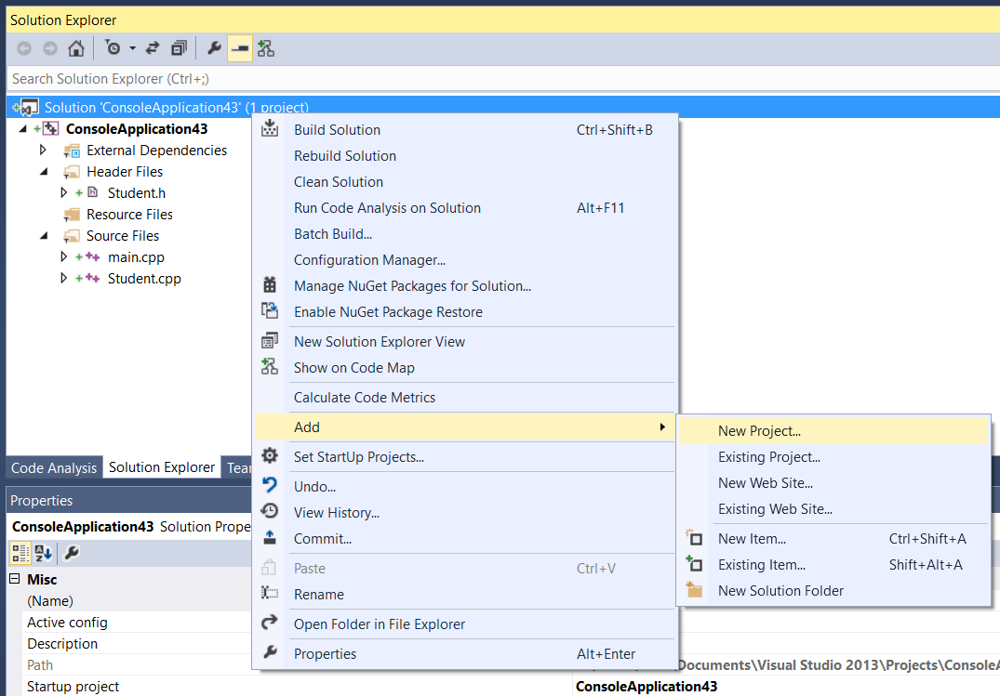 Solution Explorer
Search Solution Explorer (Ctrl+;)
Solution 'ConsoleApplication43' (1 project)
ConsoleApplication43
External Dependencies
Header Files
Student.h
Resource Files
Source Files
main.cpp
Student.cpp
Build Solution Ctrl+Shift+B
Rebuild Solution
Clean Solution
Run Code Analysis on Solution Alt+F11
Batch Build...
Configuration Manager...
Manage NuGet Packages for Solution...
Enable NuGet Package Restore
New Solution Explorer View
Show on Code Map
Calculate Code Metrics
Add
Set StartUp Projects...
Undo...
View History...
Commit...
Paste Ctrl+V
Rename
Open Folder in File Explorer
Properties Alt+Enter
New Project...
Existing Project...
New Web Site...
Existing Web Site...
New Item... Ctrl+Shift+A
Existing Item... Shift+Alt+A
New Solution Folder
Code Analysis Solution Explorer
Properties
ConsoleApplication43 Solution Prope
Misc
(Name)
Active config
Description
Path Documents\Visual Studio 2013\Projects\ConsoleA
Startup project ConsoleApplication43